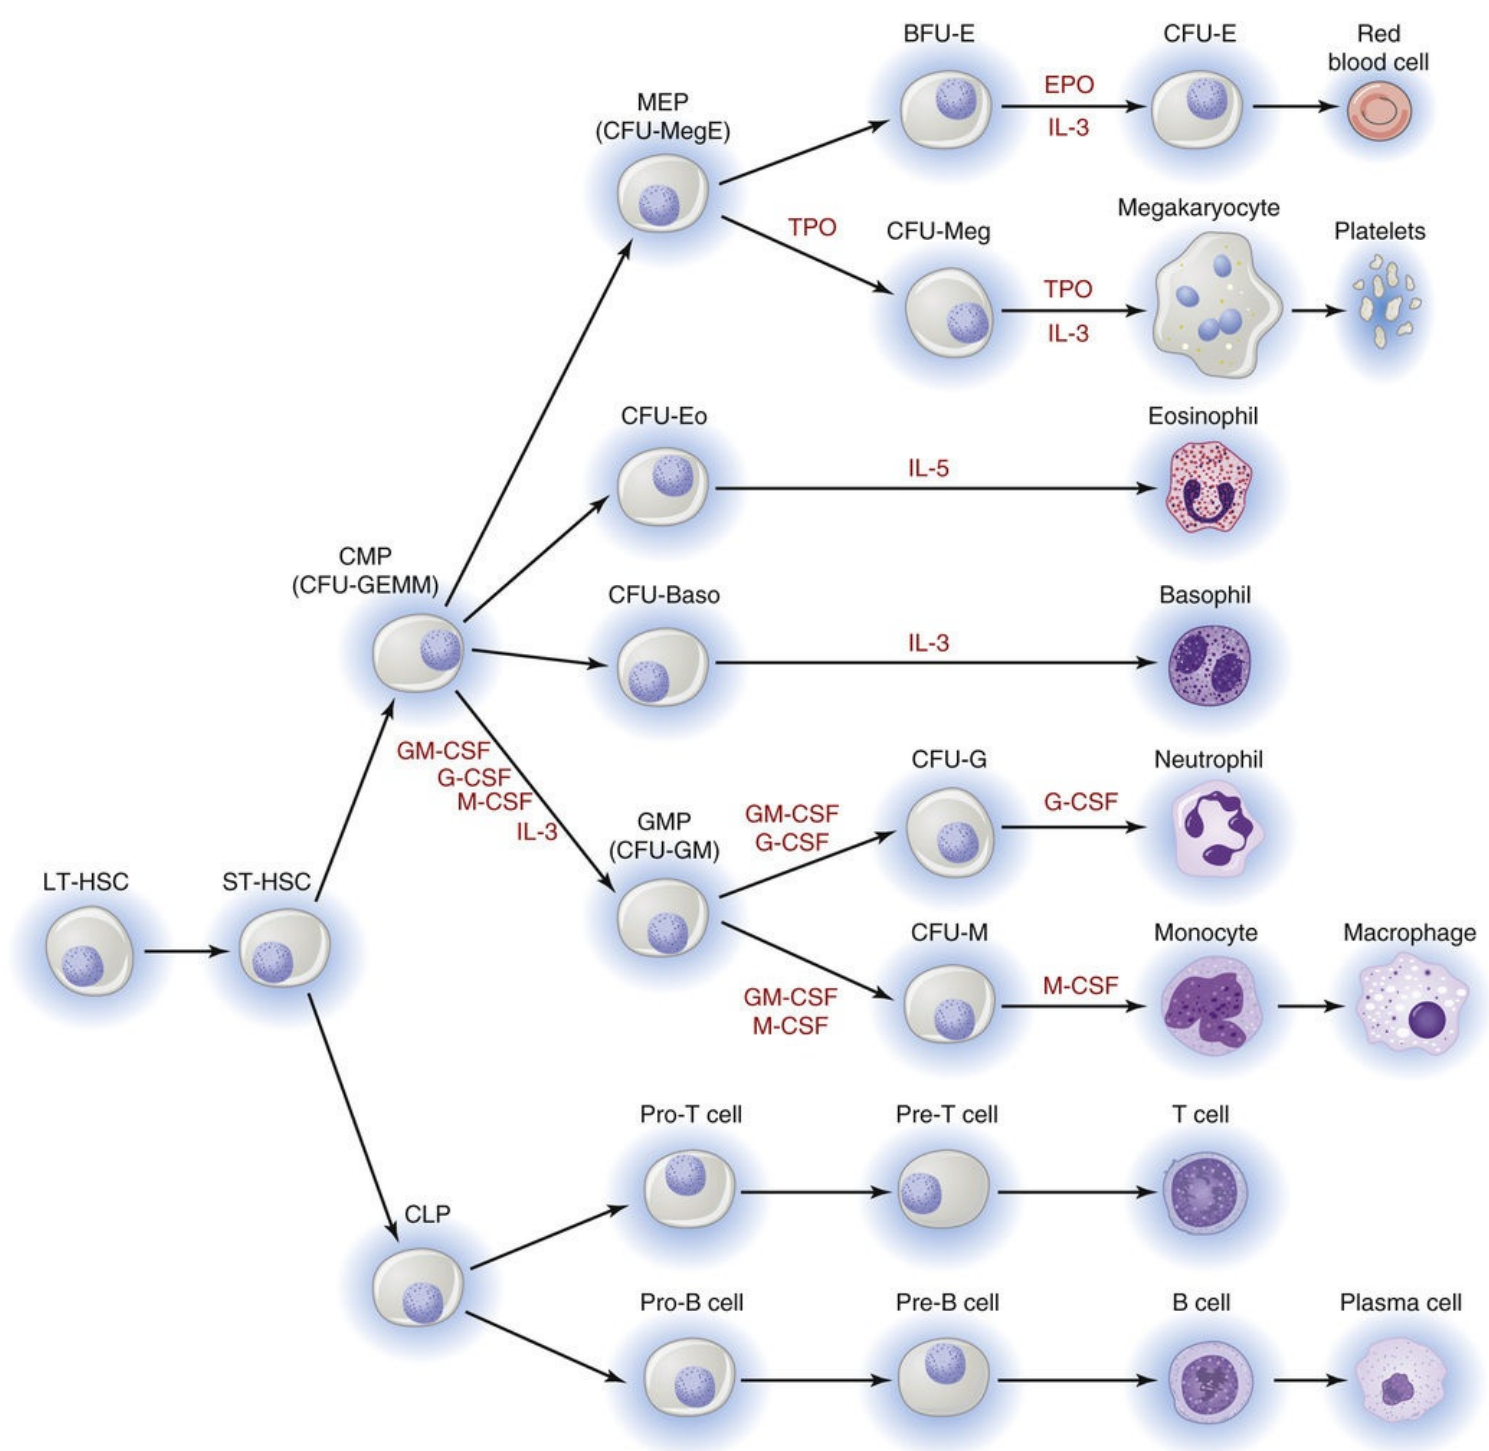 BFU-E
CFU-E
Red
blood cell
EPO
IL-3
MEP
(CFU-MegE)
TPO
CFU-Meg
TPO
IL-3
Megakaryocyte
Platelets
CFU-Eo
IL-5
Eosinophil
CMP
(CFU-GEMM)
CFU-Baso
IL-3
Basophil
GM-CSF
G-CSF
M-CSF
IL-3
GMP
(CFU-GM)
GM-CSF
G-CSF
CFU-G
G-CSF
Neutrophil
LT-HSC
ST-HSC
GM-CSF
M-CSF
CFU-M
M-CSF
Monocyte
Macrophage
Pro-T cell
Pre-T cell
T cell
CLP
Pro-B cell
Pre-B cell
B cell
Plasma cell